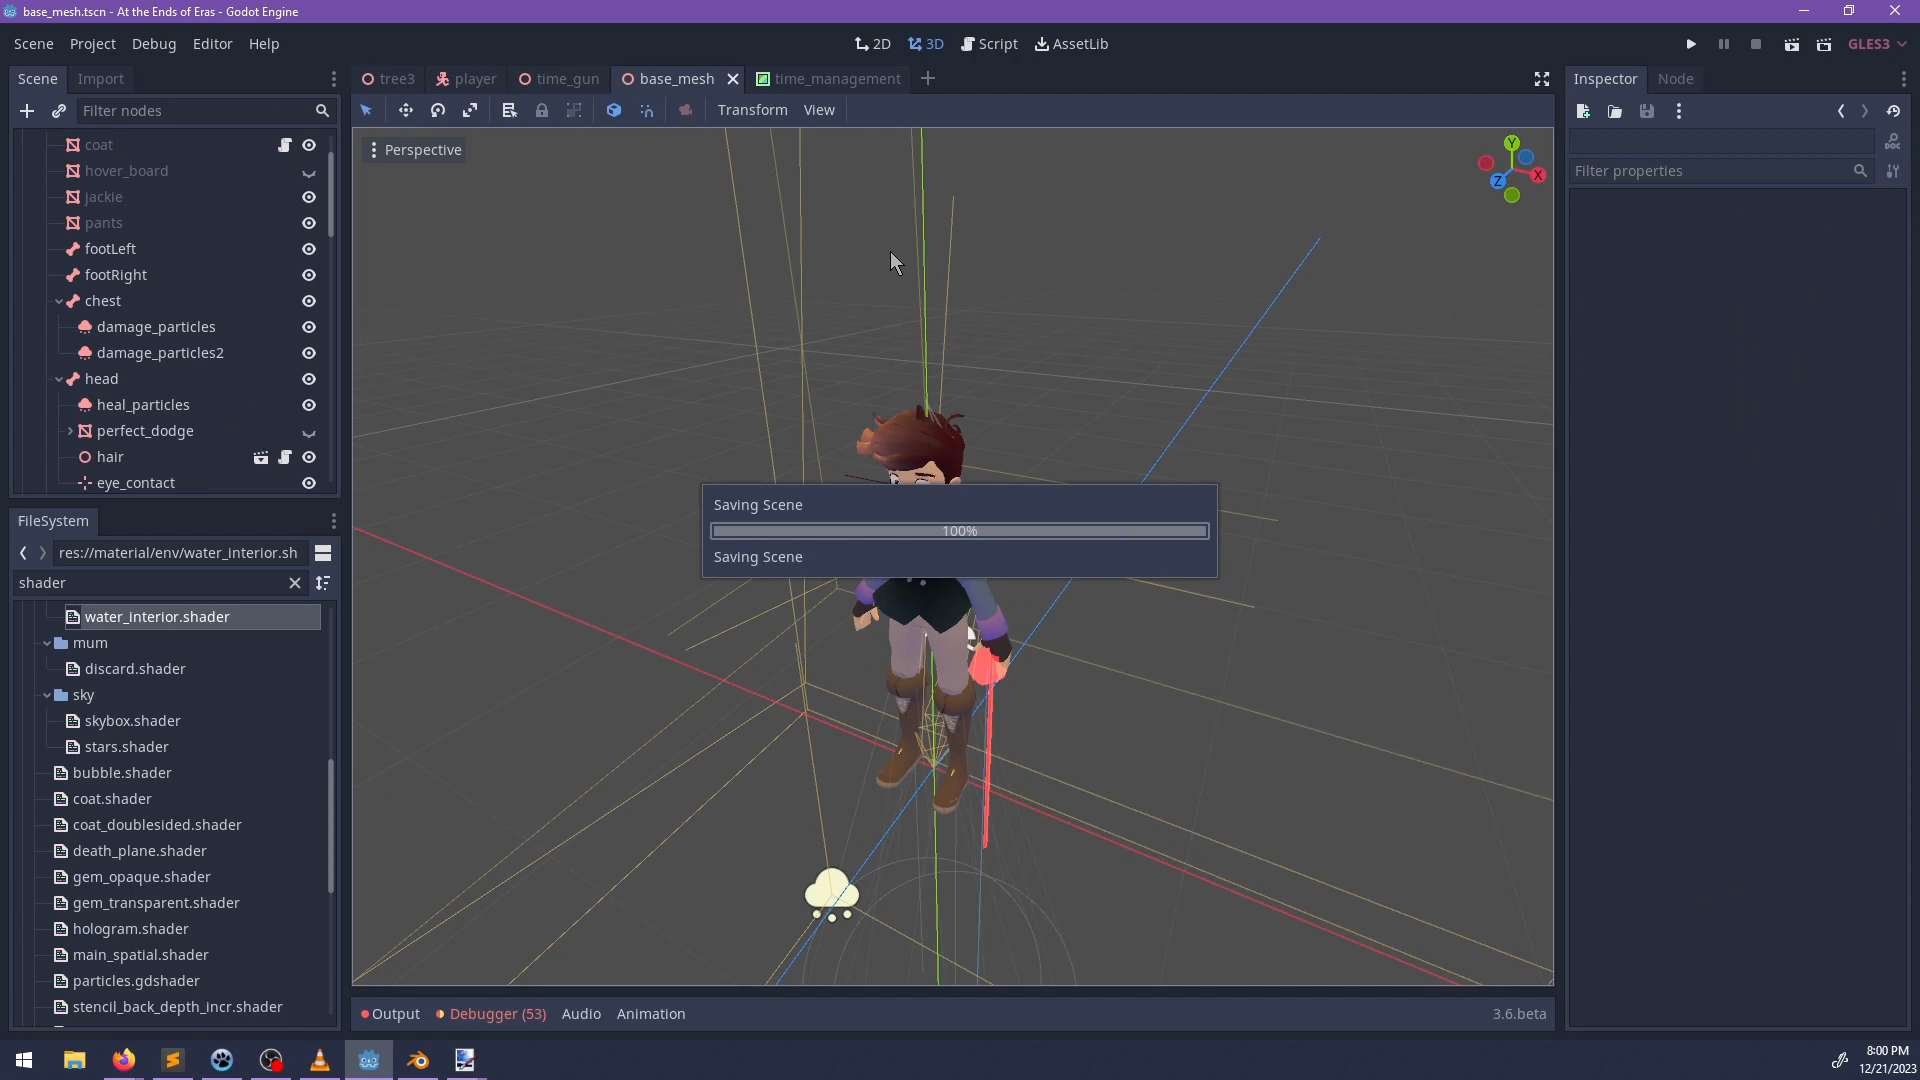 base_mesh.tscn - At the Ends of Eras - Godot Engine
Scene Project Debug Editor Help
2D 3D Script AssetLib
GLES3
Scene Import
tree3 player time_gun base_mesh time_management
Inspector Node
Filter nodes
Transform View
Perspective
Y
X
Z
DOC
Filter properties
coat
hover_board
jackie
pants
footLeft
footRight
chest
damage_particles
damage_particles2
head
heal_particles
perfect_dodge
hair
eye_contact
Saving Scene
100%
Saving Scene
FileSystem
res://material/env/water_interior.sh
shader
water_interior.shader
mum
discard.shader
sky
skybox.shader
stars.shader
bubble.shader
coat.shader
coat_doublesided.shader
death_plane.shader
gem_opaque.shader
gem_transparent.shader
hologram.shader
main_spatial.shader
particles.gdshader
stencil_back_depth_incr.shader
Output Debugger (53) Audio Animation
3.6.beta
8:00 PM
12/21/2023